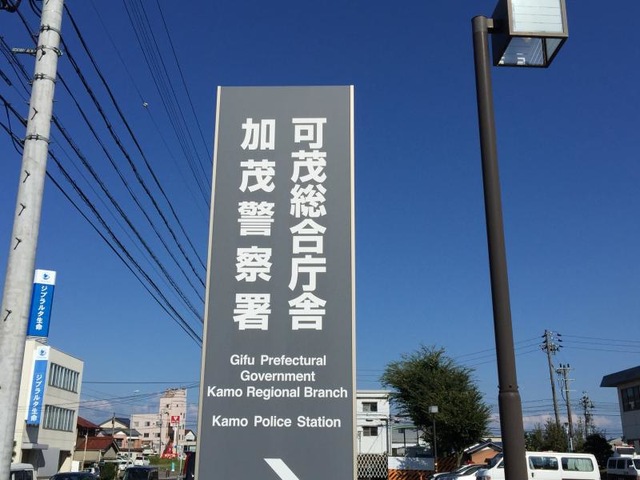 可茂総合庁舎
加茂警察署
Gifu Prefectural
Government
Kamo Regional Branch
Kamo Police Station
ジブラルタ生命
ジブラルタ生命